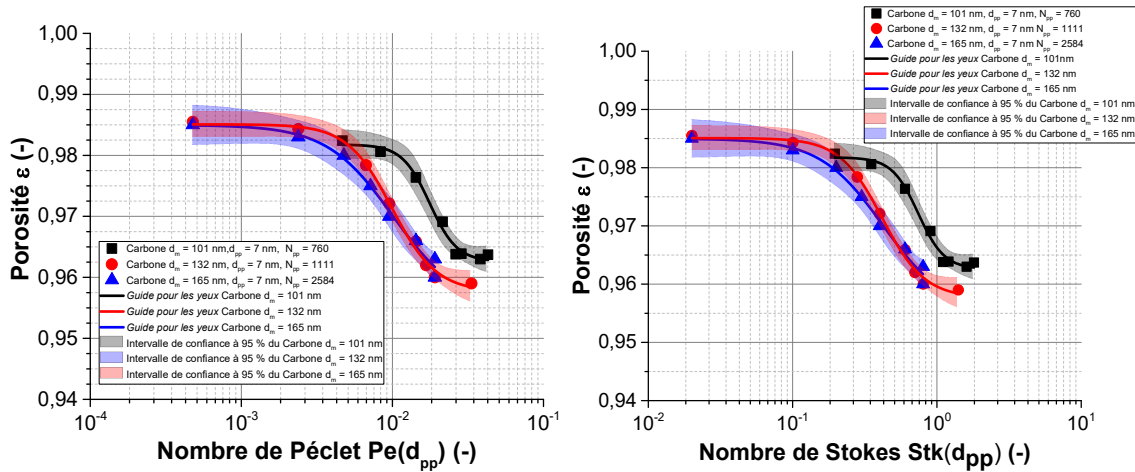 1,00
0,99
0,98
0,97
0,96
0,95
0,94
Porosité ε (-)
Carbone dm = 101 nm,dpp = 7 nm, Npp = 760
Carbone dm = 132 nm, dpp = 7 nm, Npp = 1111
Carbone dm = 165 nm, dpp = 7 nm, Npp = 2584
Guide pour les yeux Carbone dm = 101 nm
Guide pour les yeux Carbone dm = 132 nm
Guide pour les yeux Carbone dm = 165 nm
Intervalle de confiance à 95 % du Carbone dm = 101 nm
Intervalle de confiance à 95 % du Carbone dm = 132 nm
Intervalle de confiance à 95 % du Carbone dm = 165 nm
10-4 10-3 10-2 10-1
Nombre de Péclet Pe(dpp) (-)
Carbone dm = 101 nm, dpp = 7 nm, Npp = 760
Carbone dm = 132 nm, dpp = 7 nm Npp = 1111
Carbone dm = 165 nm, dpp = 7 nm Npp = 2584
Guide pour les yeux Carbone dm = 101nm
Guide pour les yeux Carbone dm = 132 nm
Guide pour les yeux Carbone dm = 165 nm
Intervalle de confiance à 95 % du Carbone dm = 101 nm
Intervalle de confiance à 95 % du Carbone dm = 132 nm
Intervalle de confiance à 95 % du Carbone dm = 165 nm
1,00
0,99
0,98
0,97
0,96
0,95
0,94
Porosité ε (-)
10-2 10-1 100 101
Nombre de Stokes Stk(dpp) (-)